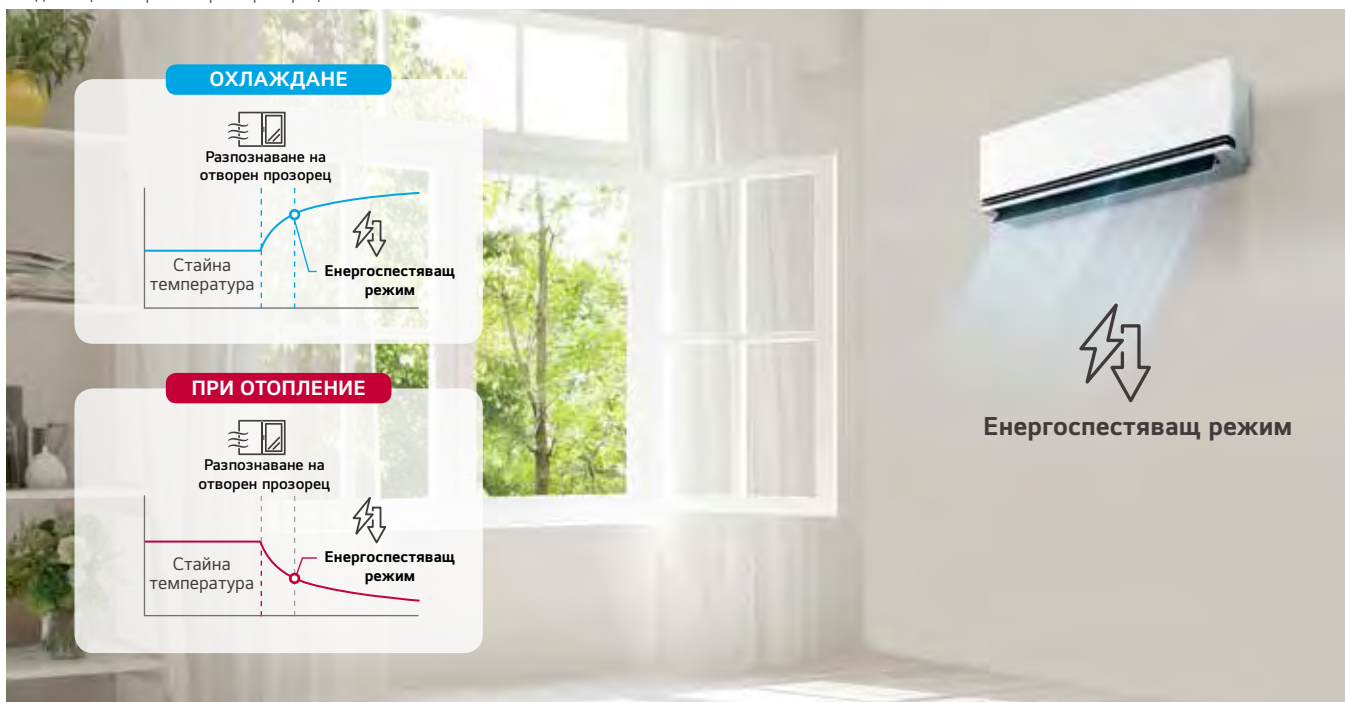 ОХЛАЖДАНЕ
Разпознаване на
отворен прозорец
Стайна
температура
Енергоспестяващ
режим
ПРИ ОТОПЛЕНИЕ
Разпознаване на
отворен прозорец
Стайна
температура
Енергоспестяващ
режим
Енергоспестяващ режим